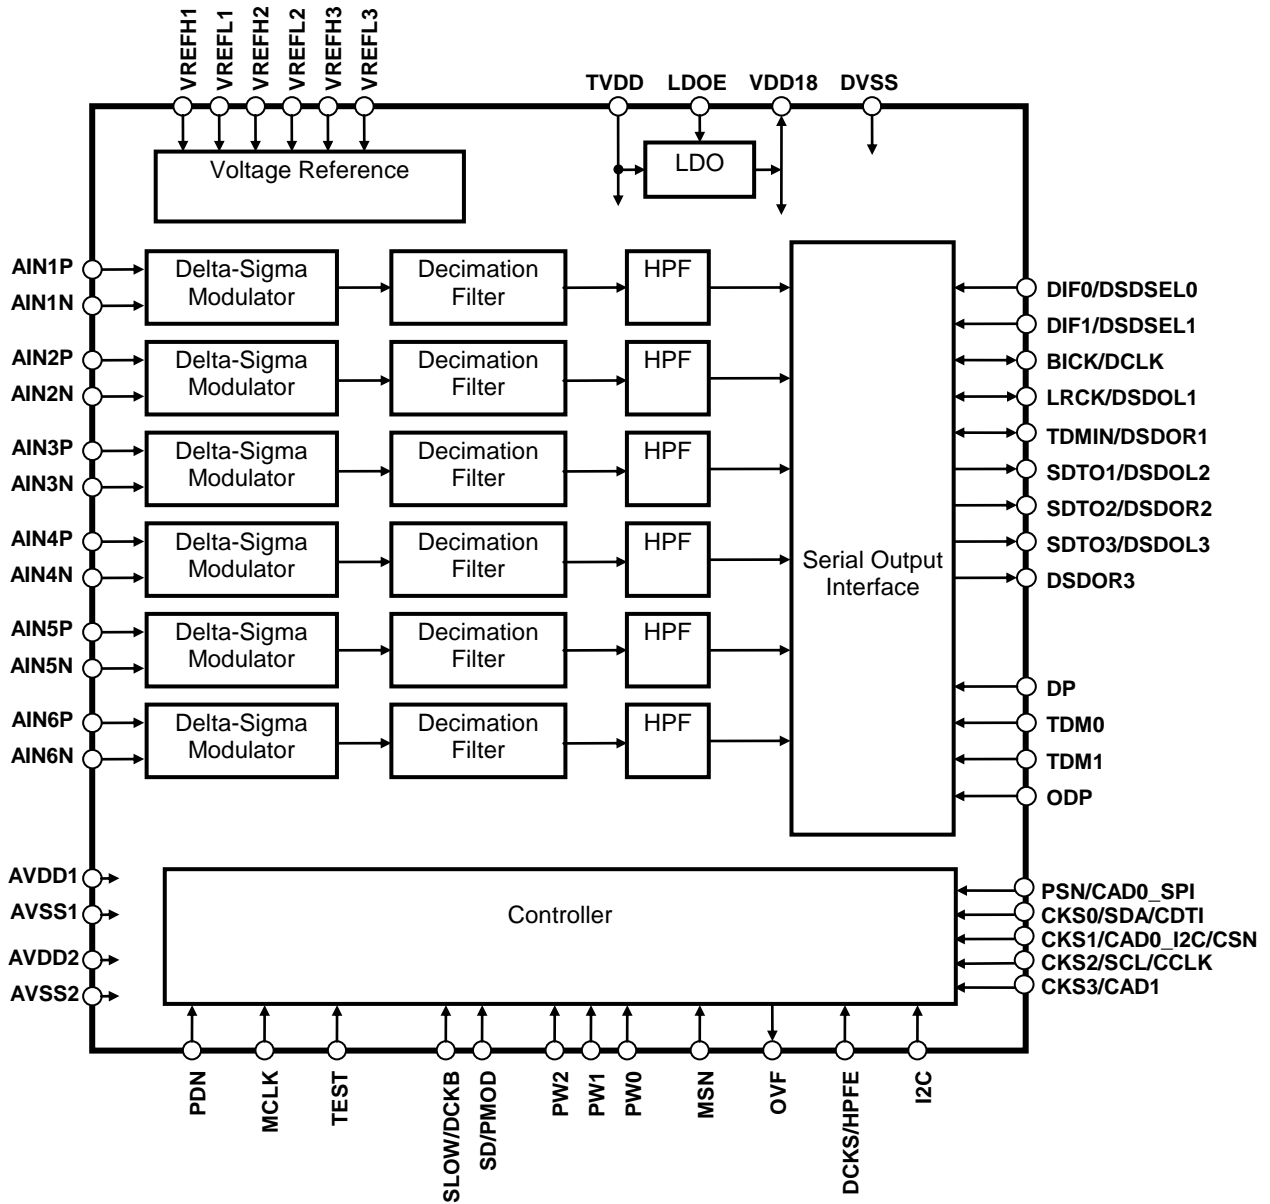 VREFH1
VREFL1
VREFH2
VREFL2
VREFH3
VREFL3
TVDD
LDOE
VDD18
DVSS
Voltage Reference
LDO
AIN1P
AIN1N
Delta-Sigma
Modulator
Decimation
Filter
HPF
AIN2P
AIN2N
Delta-Sigma
Modulator
Decimation
Filter
HPF
AIN3P
AIN3N
Delta-Sigma
Modulator
Decimation
Filter
HPF
AIN4P
AIN4N
Delta-Sigma
Modulator
Decimation
Filter
HPF
AIN5P
AIN5N
Delta-Sigma
Modulator
Decimation
Filter
HPF
AIN6P
AIN6N
Delta-Sigma
Modulator
Decimation
Filter
HPF
Serial Output
Interface
DIF0/DSDSEL0
DIF1/DSDSEL1
BICK/DCLK
LRCK/DSDOL1
TDMIN/DSDOR1
SDTO1/DSDOL2
SDTO2/DSDOR2
SDTO3/DSDOL3
DSDOR3
DP
TDM0
TDM1
ODP
AVDD1
AVSS1
AVDD2
AVSS2
Controller
PSN/CAD0_SPI
CKS0/SDA/CDTI
CKS1/CAD0_I2C/CSN
CKS2/SCL/CCLK
CKS3/CAD1
PDN
MCLK
TEST
SLOW/DCKB
SD/PMOD
PW2
PW1
PW0
MSN
OVF
DCKS/HPFE
I2C